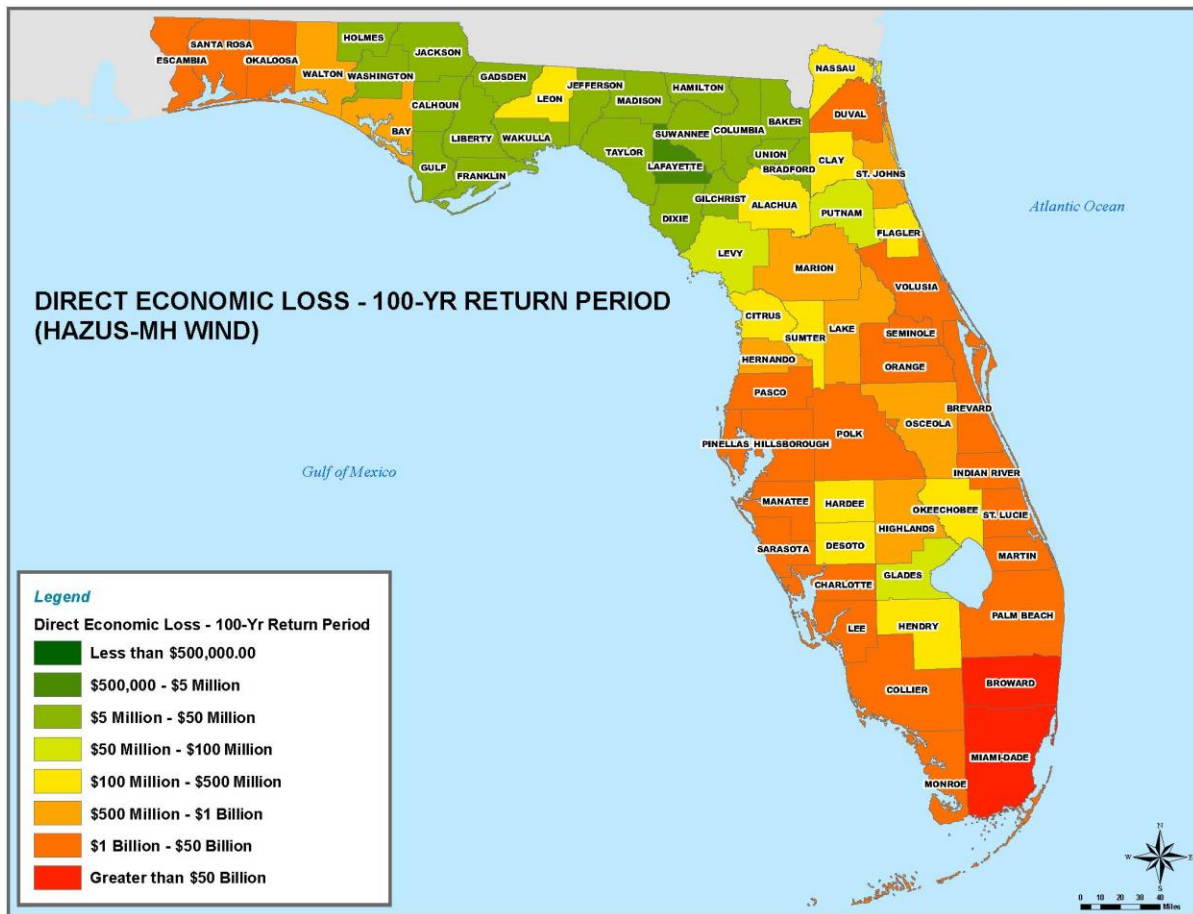 HOLMES
SANTA ROSA
JACKSON
ESCAMBIA
OKALOOSA
NASSAU
WALTON
WASHINGTON
GADSDEN
JEFFERSON
HAMILTON
LEON
MADISON
CALHOUN
DUVAL
BAKER
BAY
SUWANNEE
COLUMBIA
LIBERTY
WAKULLA
TAYLOR
UNION
CLAY
LAFAYETTE
BRADFORD
GULF
ST. JOHNS
FRANKLIN
GILCHRIST
ALACHUA
Atlantic Ocean
PUTNAM
DIXIE
FLAGLER
LEVY
MARION
VOLUSIA
DIRECT ECONOMIC LOSS - 100-YR RETURN PERIOD
(HAZUS-MH WIND)
CITRUS
LAKE
SEMINOLE
SUMTER
HERNANDO
ORANGE
PASCO
BREVARD
OSCEOLA
POLK
PINELLAS
HILLSBOROUGH
Gulf of Mexico
INDIAN RIVER
MANATEE
HARDEE
OKEECHOBEE
ST. LUCIE
HIGHLANDS
DESOTO
SARASOTA
MARTIN
GLADES
CHARLOTTE
PALM BEACH
LEE
HENDRY
BROWARD
COLLIER
MIAMI-DADE
MONROE
Legend
Direct Economic Loss - 100-Yr Return Period
Less than $500,000.00
$500,000 - $5 Million
$5 Million - $50 Million
$50 Million - $100 Million
$100 Million - $500 Million
$500 Million - $1 Billion
$1 Billion - $50 Billion
Greater than $50 Billion
N
W E
S
0 10 20 30 40
Miles